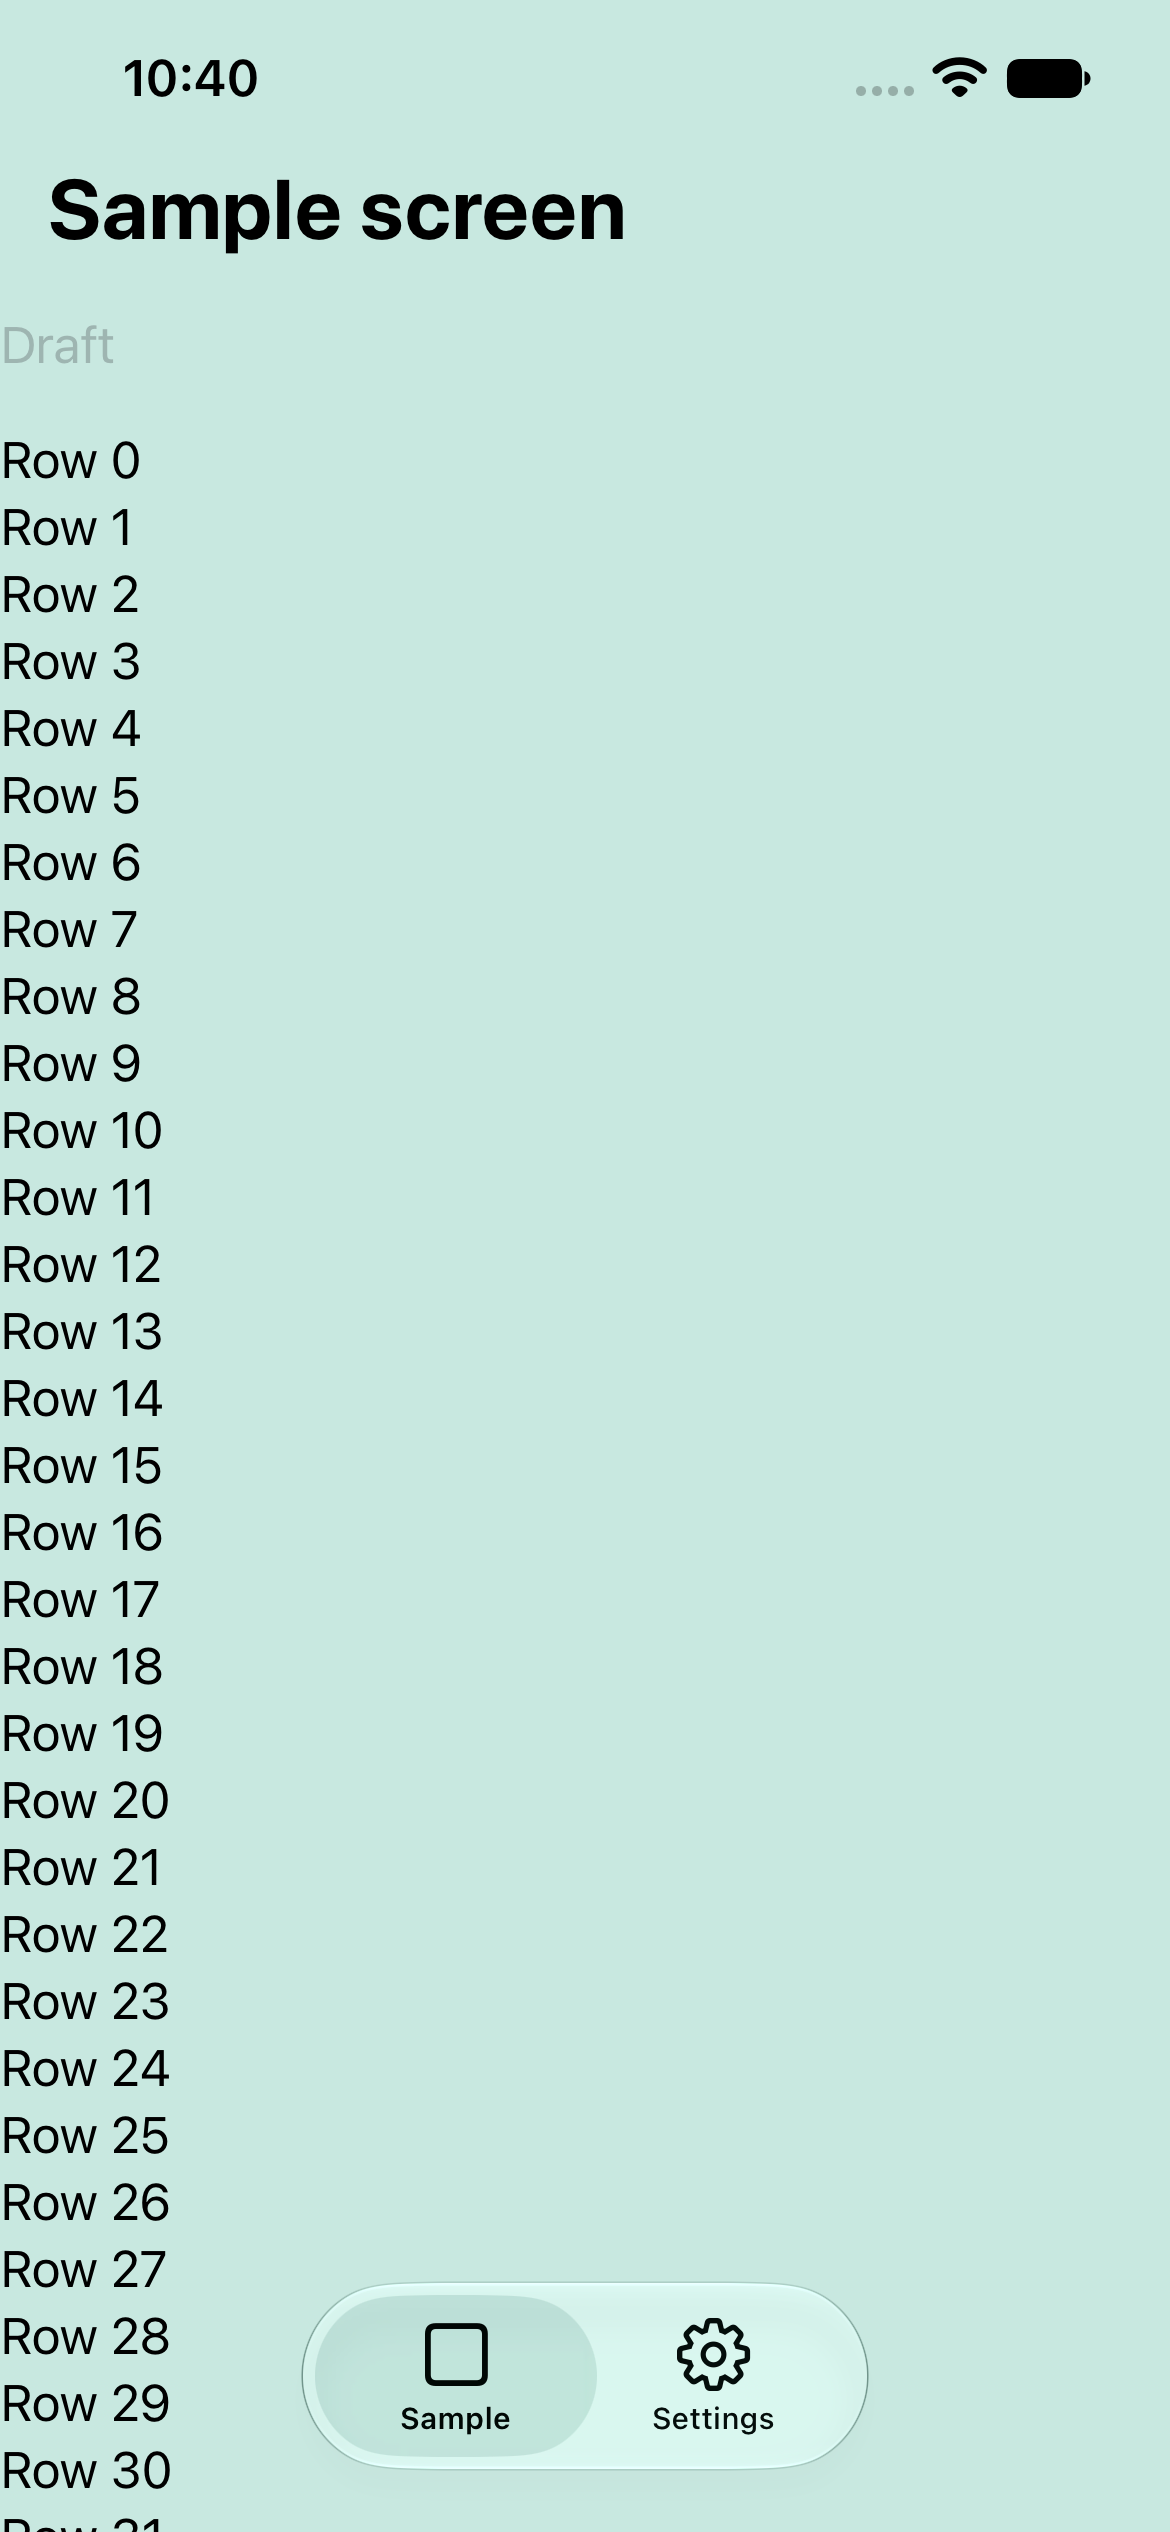 10:40
Sample screen
Draft
Row 0
Row 1
Row 2
Row 3
Row 4
Row 5
Row 6
Row 7
Row 8
Row 9
Row 10
Row 11
Row 12
Row 13
Row 14
Row 15
Row 16
Row 17
Row 18
Row 19
Row 20
Row 21
Row 22
Row 23
Row 24
Row 25
Row 26
Row 27
Row 28
Row 29
Row 30
Row 31
Sample
Settings